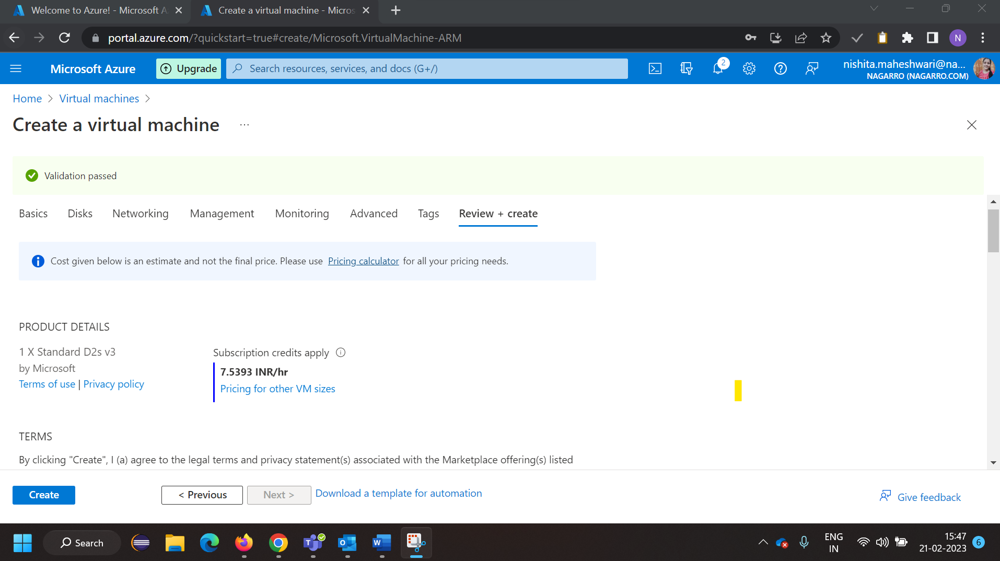 Welcome to Azure! - Microsoft A
Create a virtual machine - Micros
portal.azure.com/?quickstart=true#create/Microsoft.VirtualMachine-ARM
N
Microsoft Azure
Upgrade
Search resources, services, and docs (G+/)
2
nishita.maheshwari@na...
NAGARRO (NAGARRO.COM)
Home > Virtual machines >
Create a virtual machine ...
Validation passed
Basics Disks Networking Management Monitoring Advanced Tags Review + create
Cost given below is an estimate and not the final price. Please use Pricing calculator for all your pricing needs.
PRODUCT DETAILS
1 X Standard D2s v3
by Microsoft
Terms of use | Privacy policy
Subscription credits apply
7.5393 INR/hr
Pricing for other VM sizes
TERMS
By clicking "Create", I (a) agree to the legal terms and privacy statement(s) associated with the Marketplace offering(s) listed
Create
< Previous
Next >
Download a template for automation
Give feedback
Search
ENG
IN
15:47
21-02-2023
6